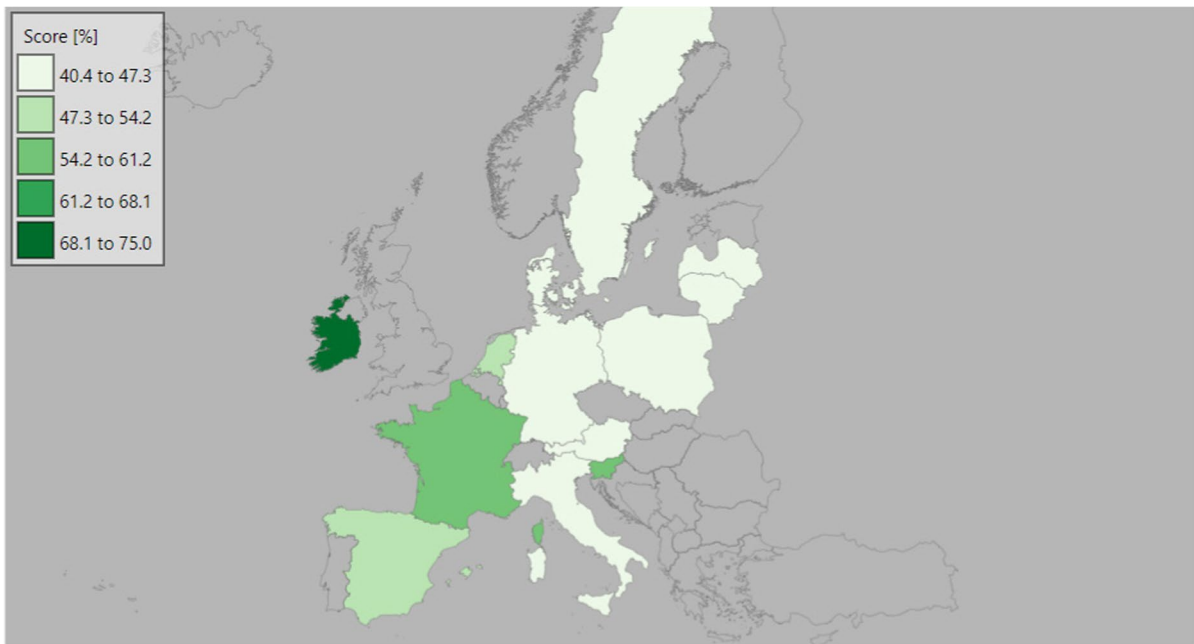 Score [%]
40.4 to 47.3
47.3 to 54.2
54.2 to 61.2
61.2 to 68.1
68.1 to 75.0